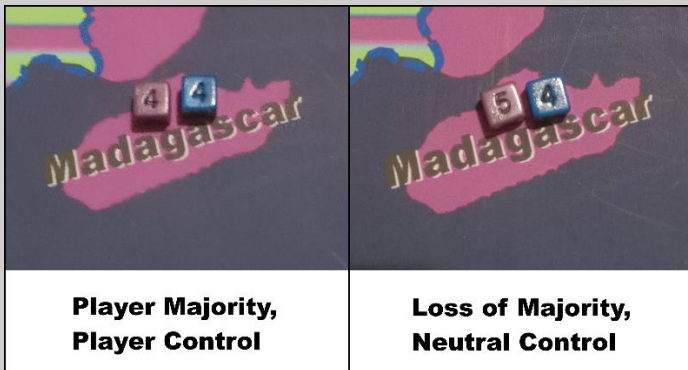 4 4
Madagascar
Player Majority,
Player Control
5 4
Madagascar
Loss of Majority,
Neutral Control